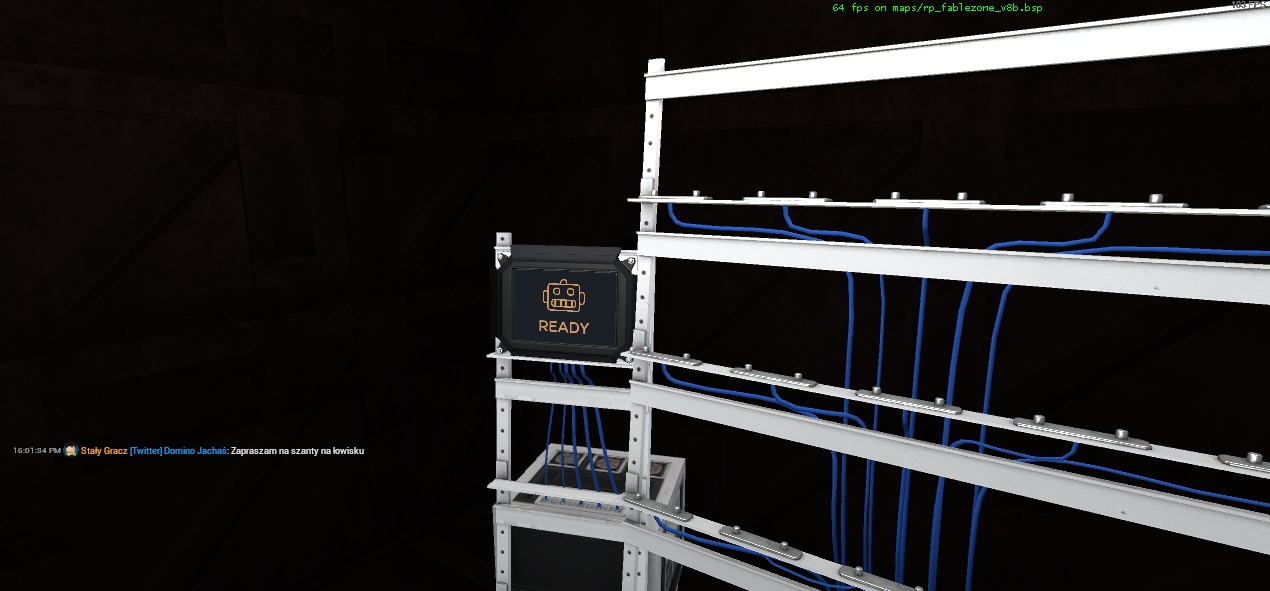 64 fps on maps/rp_fablezone_v8b.bsp
READY
16:01:34 PM Stały Gracz [Twitter] Domino Jachaś: Zapraszam na szanty na łowisku